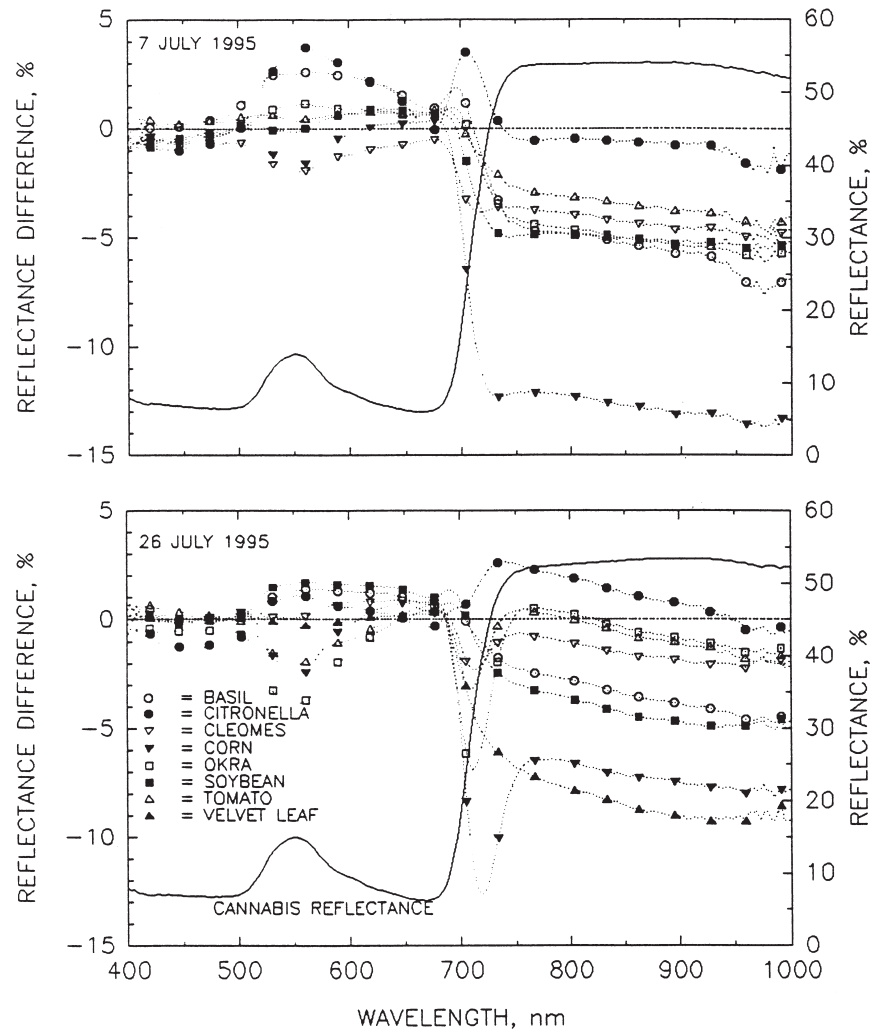 5
60
7 JULY 1995
50
0
40
REFLECTANCE DIFFERENCE, %
REFLECTANCE, %
−5
30
20
−10
10
−15
0
5
60
26 JULY 1995
50
0
40
○ = BASIL
● = CITRONELLA
▽ = CLEOMES
▼ = CORN
□ = OKRA
■ = SOYBEAN
△ = TOMATO
▲ = VELVET LEAF
REFLECTANCE DIFFERENCE, %
REFLECTANCE, %
−5
30
20
−10
10
CANNABIS REFLECTANCE
−15
0
400 500 600 700 800 900 1000
WAVELENGTH, nm